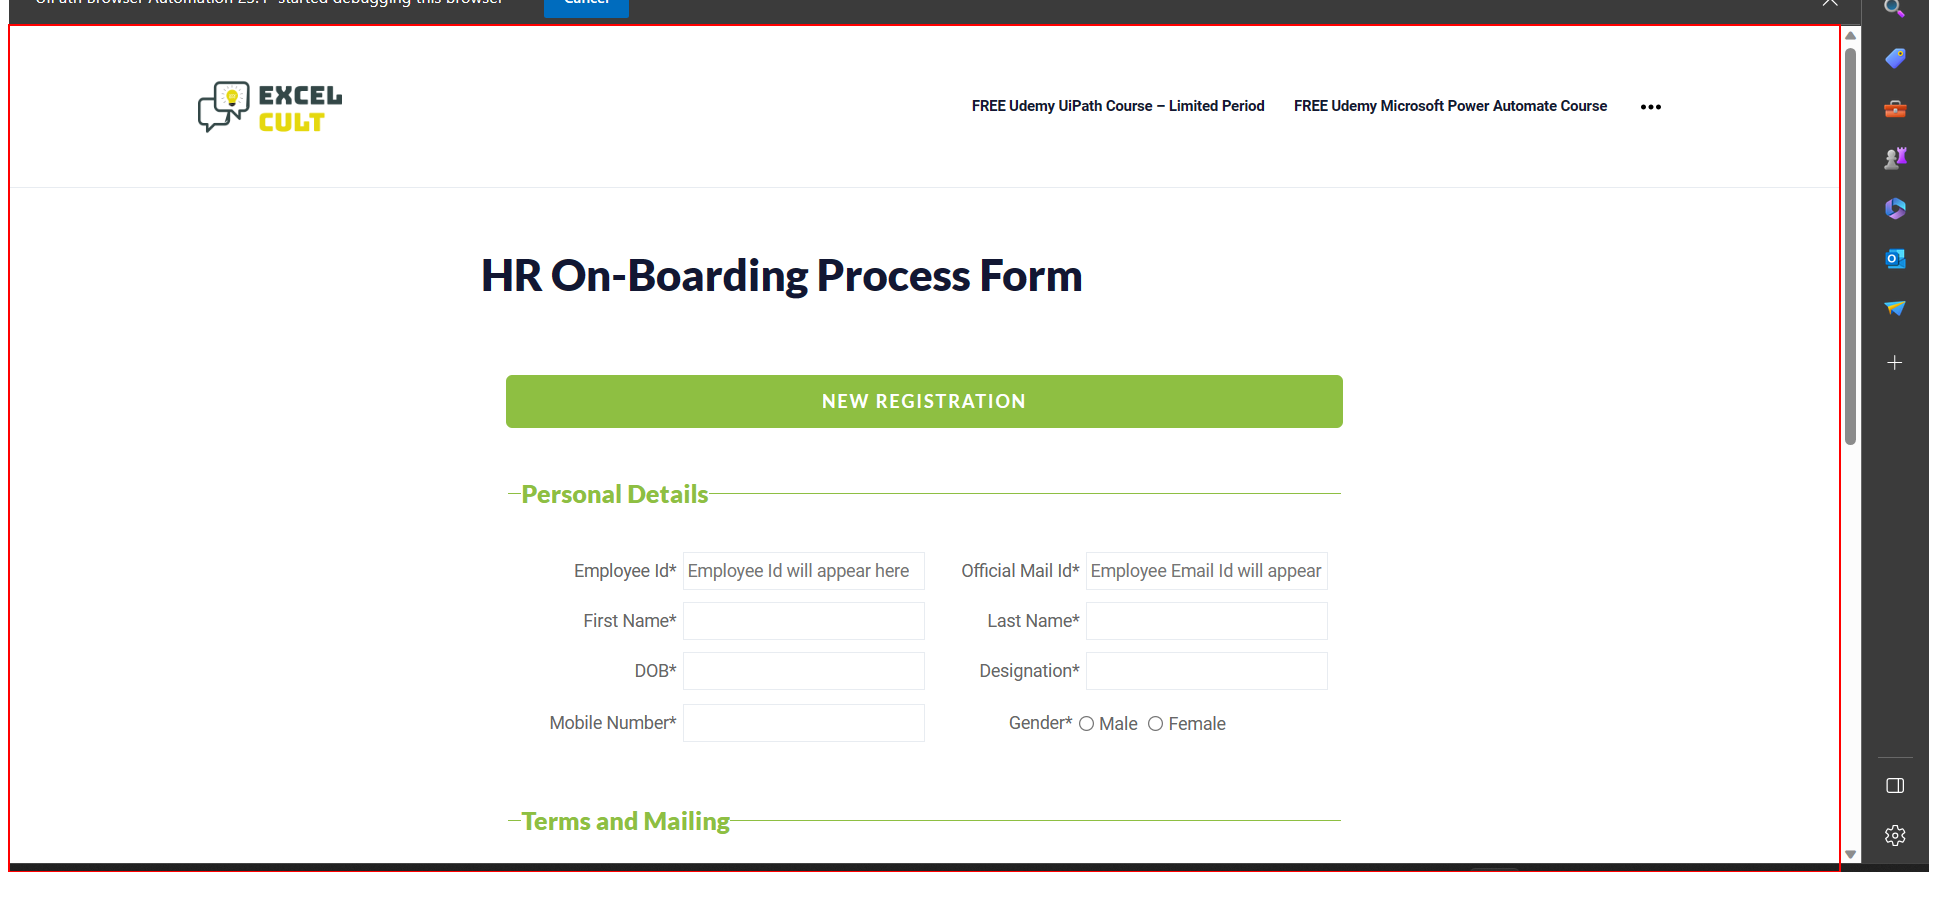 UiPath Browser Automation 23.4" started debugging this browser
Cancel
EXCEL
CULT
FREE Udemy UiPath Course – Limited Period
FREE Udemy Microsoft Power Automate Course
HR On-Boarding Process Form
NEW REGISTRATION
Personal Details
Employee Id* Employee Id will appear here
Official Mail Id* Employee Email Id will appear
First Name*
Last Name*
DOB*
Designation*
Mobile Number*
Gender* Male Female
Terms and Mailing